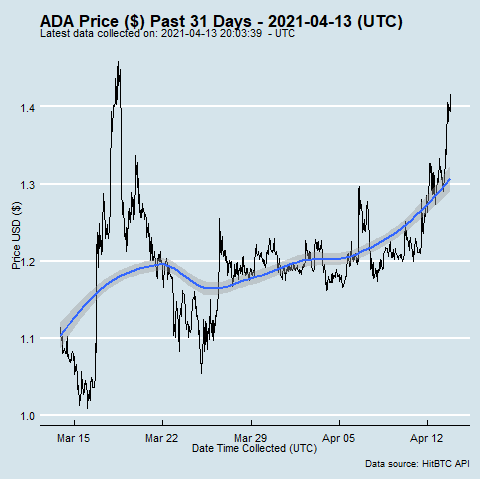 ADA Price ($) Past 31 Days - 2021-04-13 (UTC)
Latest data collected on: 2021-04-13 20:03:39  - UTC
Price USD ($)
1.4
1.3
1.2
1.1
1.0
Mar 15 Mar 22 Mar 29 Apr 05 Apr 12
Date Time Collected (UTC)
Data source: HitBTC API